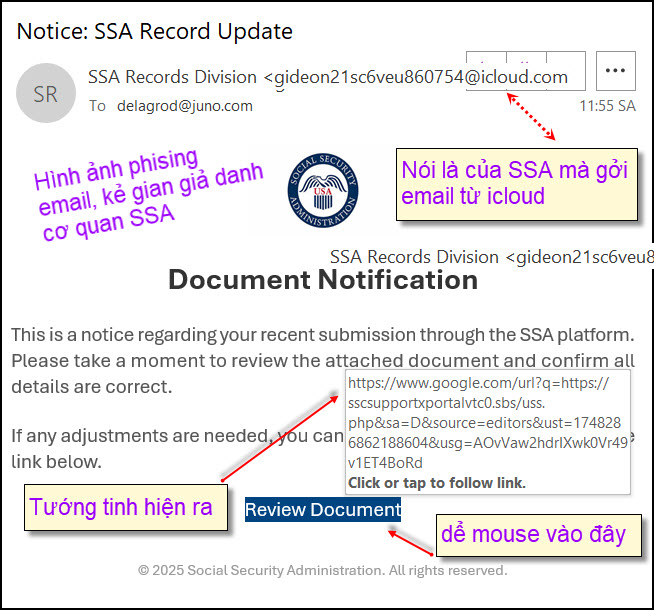 Notice: SSA Record Update
SR
SSA Records Division <gideon21sc6veu860754@icloud.com
To delagrod@juno.com
11:55 SA
Hình ảnh phising
email, kẻ gian giả danh
cơ quan SSA
SOCIAL SECURITY
USA
ADMINISTRATION
Nói là của SSA mà gởi
email từ icloud
SSA Records Division <gideon21sc6veu8
Document Notification
This is a notice regarding your recent submission through the SSA platform.
Please take a moment to review the attached document and confirm all
details are correct.
https://www.google.com/url?q=https://
sscsupportxportalvtc0.sbs/uss.
php&sa=D&source=editors&ust=174828
6862188604&usg=AOvVaw2hdrIXwk0Vr49
v1ET4BoRd
Click or tap to follow link.
If any adjustments are needed, you can
link below.
Tướng tinh hiện ra
Review Document
dể mouse vào đây
© 2025 Social Security Administration. All rights reserved.